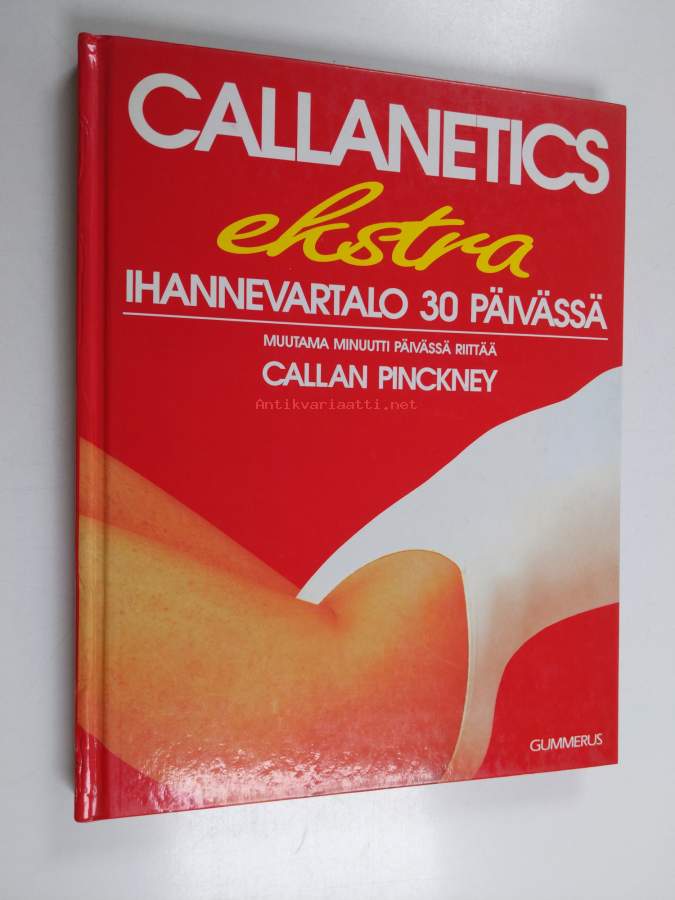 CALLANETICS
ekstra
IHANNEVARTALO 30 PÄIVÄSSÄ
MUUTAMA MINUUTTI PÄIVÄSSÄ RIITTÄÄ
CALLAN PINCKNEY
Antikvariaatti.net
GUMMERUS